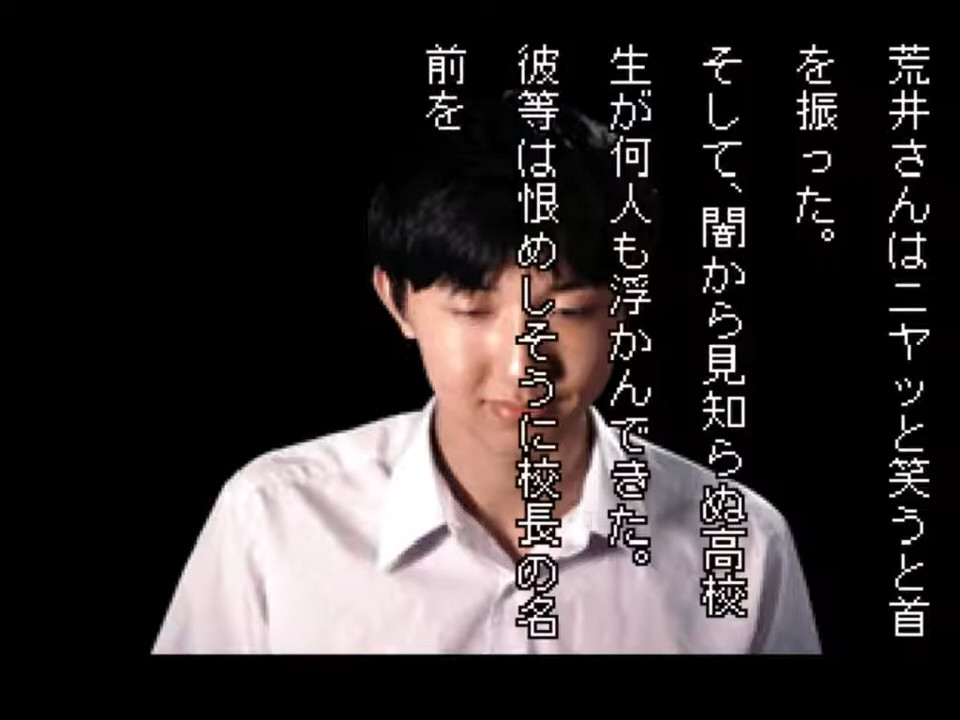 荒井さんはニヤッと笑うと首
を振った。
そして、闇から見知らぬ高校
生が何人も浮かんできた。
彼等は恨めしそうに校長の名
前を